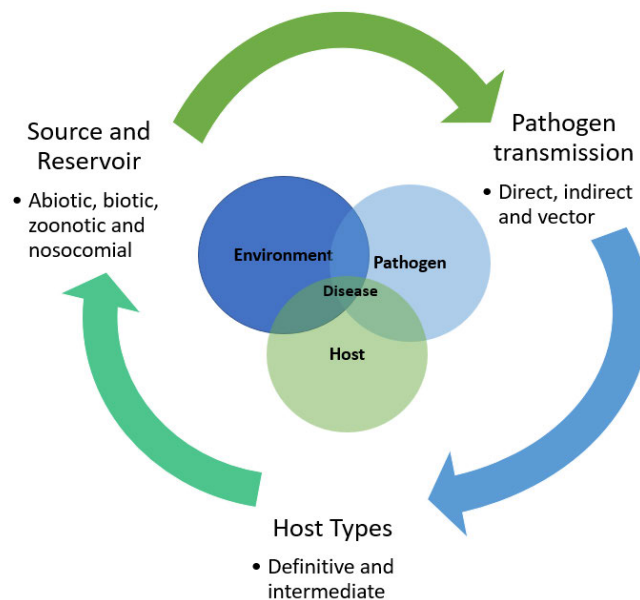 Source and
Reservoir
• Abiotic, biotic,
zoonotic and
nosocomial
Pathogen
transmission
• Direct, indirect
and vector
Environment
Pathogen
Disease
Host
Host Types
• Definitive and
intermediate